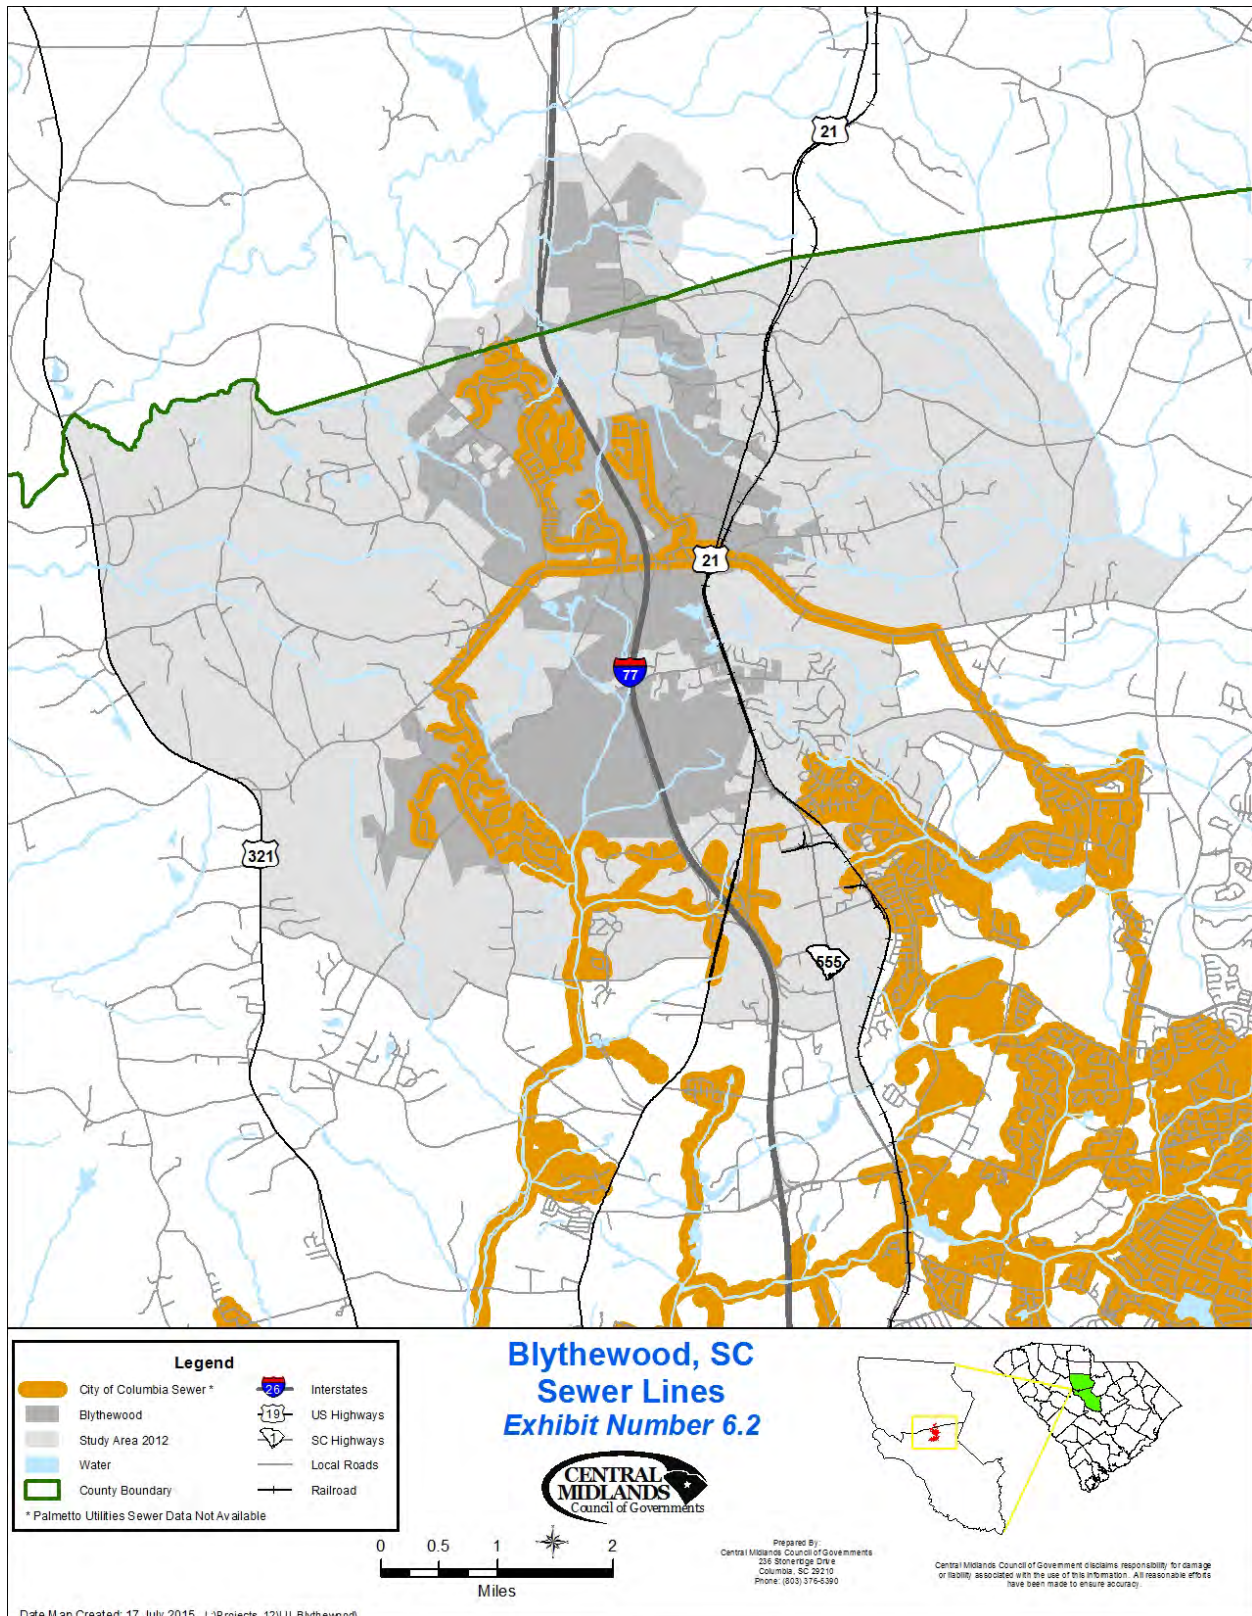 21
21
77
321
555
Legend
City of Columbia Sewer *
Blythewood
Study Area 2012
Water
County Boundary
26 Interstates
19 US Highways
1 SC Highways
Local Roads
Railroad
* Palmetto Utilities Sewer Data Not Available
Blythewood, SC
Sewer Lines
Exhibit Number 6.2
CENTRAL
MIDLANDS
Council of Governments
0 0.5 1 2
Miles
Prepared By:
Central Midlands Council of Governments
236 Stoneridge Drive
Columbia, SC 29210
Phone: (803) 376-5390
Central Midlands Council of Government disclaims responsibility for damage
or liability associated with the use of this information. All reasonable efforts
have been made to ensure accuracy.
Date Map Created: 17 July 2015